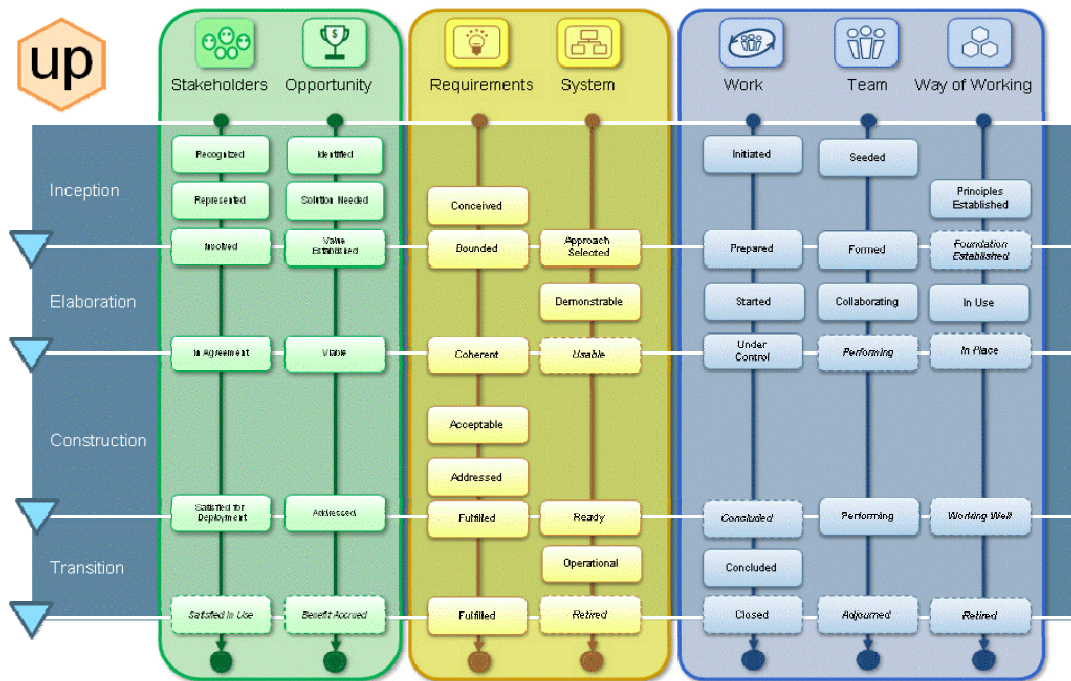 up
$
Stakeholders Opportunity Requirements System Work Team Way of Working
Recognized Identified Initiated Seeded
Inception
Represented Solution Needed Conceived Principles
Established
Involved Value
Established Bounded Approach
Selected Prepared Formed Foundation
Established
Elaboration Demonstrable Started Collaborating In Use
In Agreement Viable Coherent Usable Under
Control Performing In Place
Acceptable
Construction
Addressed
Satisfied for
Deployment Addressed Fulfilled Ready Concluded Performing Working Well
Transition Operational Concluded
Satisfied in Use Benefit Accrued Fulfilled Retired Closed Adjourned Retired